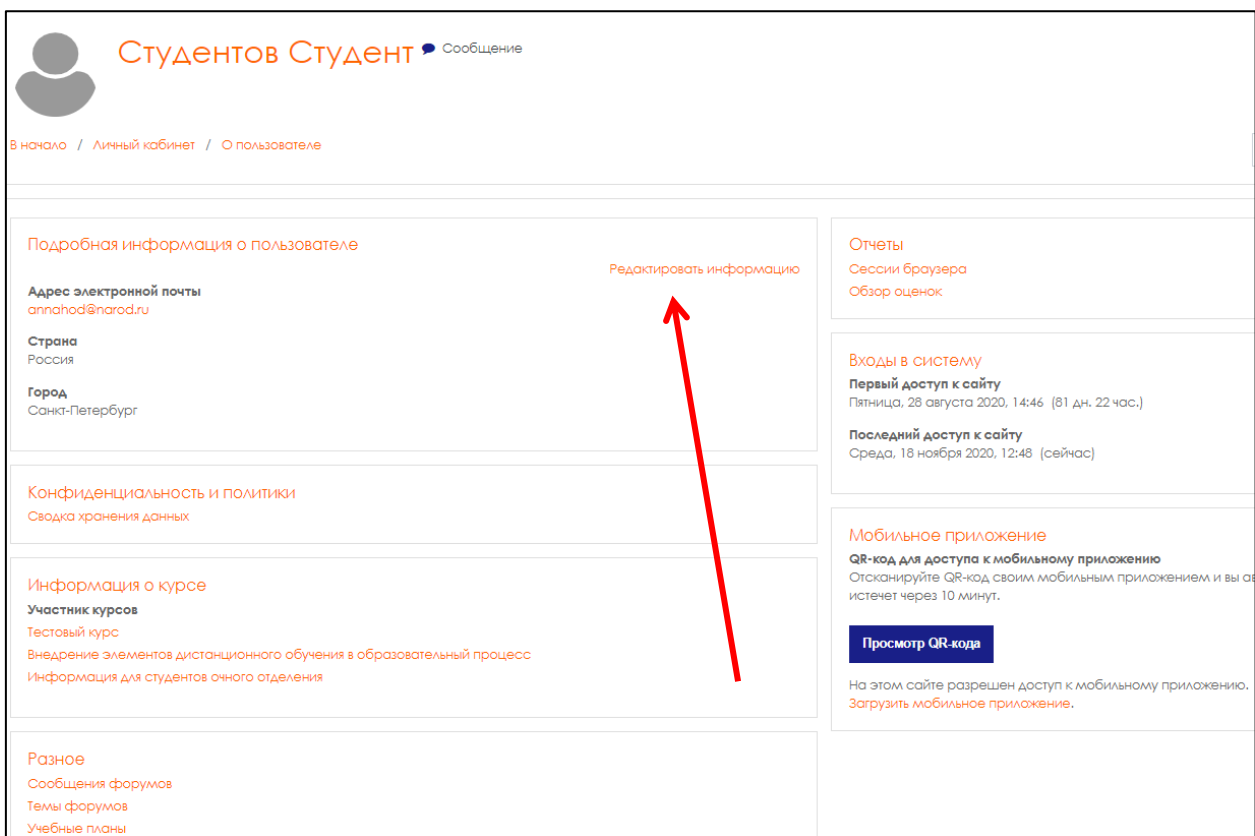 Студентов Студент Сообщение
В начало / Личный кабинет / О пользователе
Подробная информация о пользователе
Редактировать информацию
Адрес электронной почты
annahod@narod.ru
Страна
Россия
Город
Санкт-Петербург
Конфиденциальность и политики
Сводка хранения данных
Информация о курсе
Участник курсов
Тестовый курс
Внедрение элементов дистанционного обучения в образовательный процесс
Информация для студентов очного отделения
Разное
Сообщения форумов
Темы форумов
Учебные планы
Отчеты
Сессии браузера
Обзор оценок
Входы в систему
Первый доступ к сайту
Пятница, 28 августа 2020, 14:46 (81 дн. 22 час.)
Последний доступ к сайту
Среда, 18 ноября 2020, 12:48 (сейчас)
Мобильное приложение
QR-код для доступа к мобильному приложению
Отсканируйте QR-код своим мобильным приложением и вы ав
истечет через 10 минут.
Просмотр QR-кода
На этом сайте разрешен доступ к мобильному приложению.
Загрузить мобильное приложение.